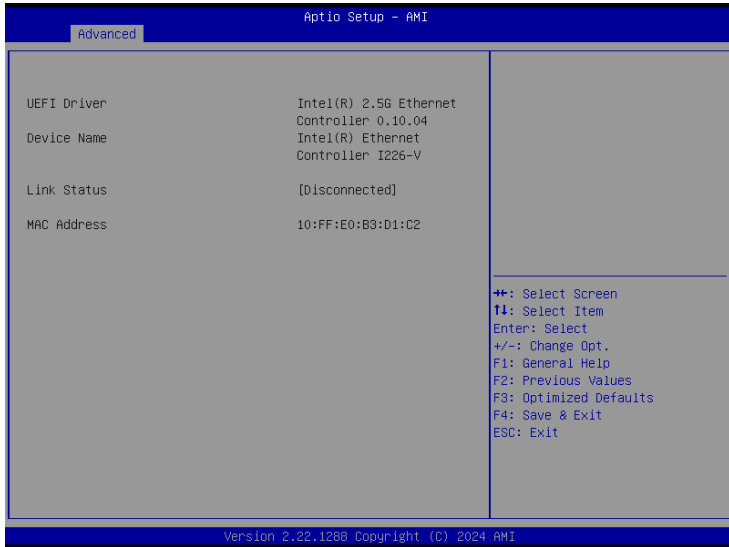 Aptio Setup - AMI
Advanced
UEFI Driver Intel(R) 2.5G Ethernet
Controller 0.10.04
Device Name Intel(R) Ethernet
Controller I226-V
Link Status [Disconnected]
MAC Address 10:FF:E0:B3:D1:C2
→←: Select Screen
↑↓: Select Item
Enter: Select
+/-: Change Opt.
F1: General Help
F2: Previous Values
F3: Optimized Defaults
F4: Save & Exit
ESC: Exit
Version 2.22.1288 Copyright (C) 2024 AMI